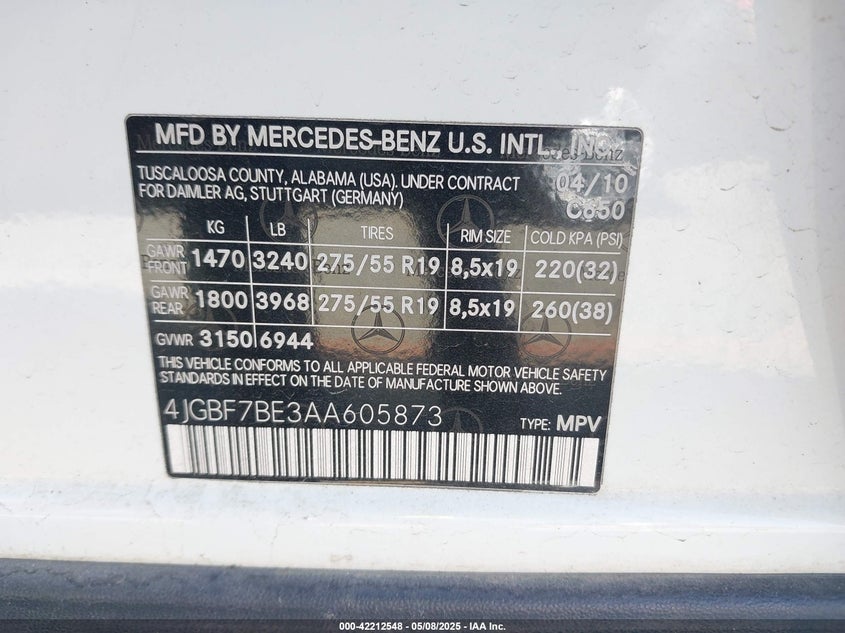 MFD BY MERCEDES-BENZ U.S. INTL., INC.
TUSCALOOSA COUNTY, ALABAMA (USA). UNDER CONTRACT 04/10
FOR DAIMLER AG, STUTTGART (GERMANY) C650
KG LB TIRES RIM SIZE COLD KPA (PSI)
GAWR FRONT 1470 3240 275/55 R19 8,5x19 220(32)
GAWR REAR 1800 3968 275/55 R19 8,5x19 260(38)
GVWR 3150 6944
THIS VEHICLE CONFORMS TO ALL APPLICABLE FEDERAL MOTOR VEHICLE SAFETY
AND BUMPER STANDARDS IN EFFECT ON THE DATE OF MANUFACTURE SHOWN ABOVE.
4JGBF7BE3AA605873 TYPE: MPV
000-42212548 - 05/08/2025 - IAA Inc.